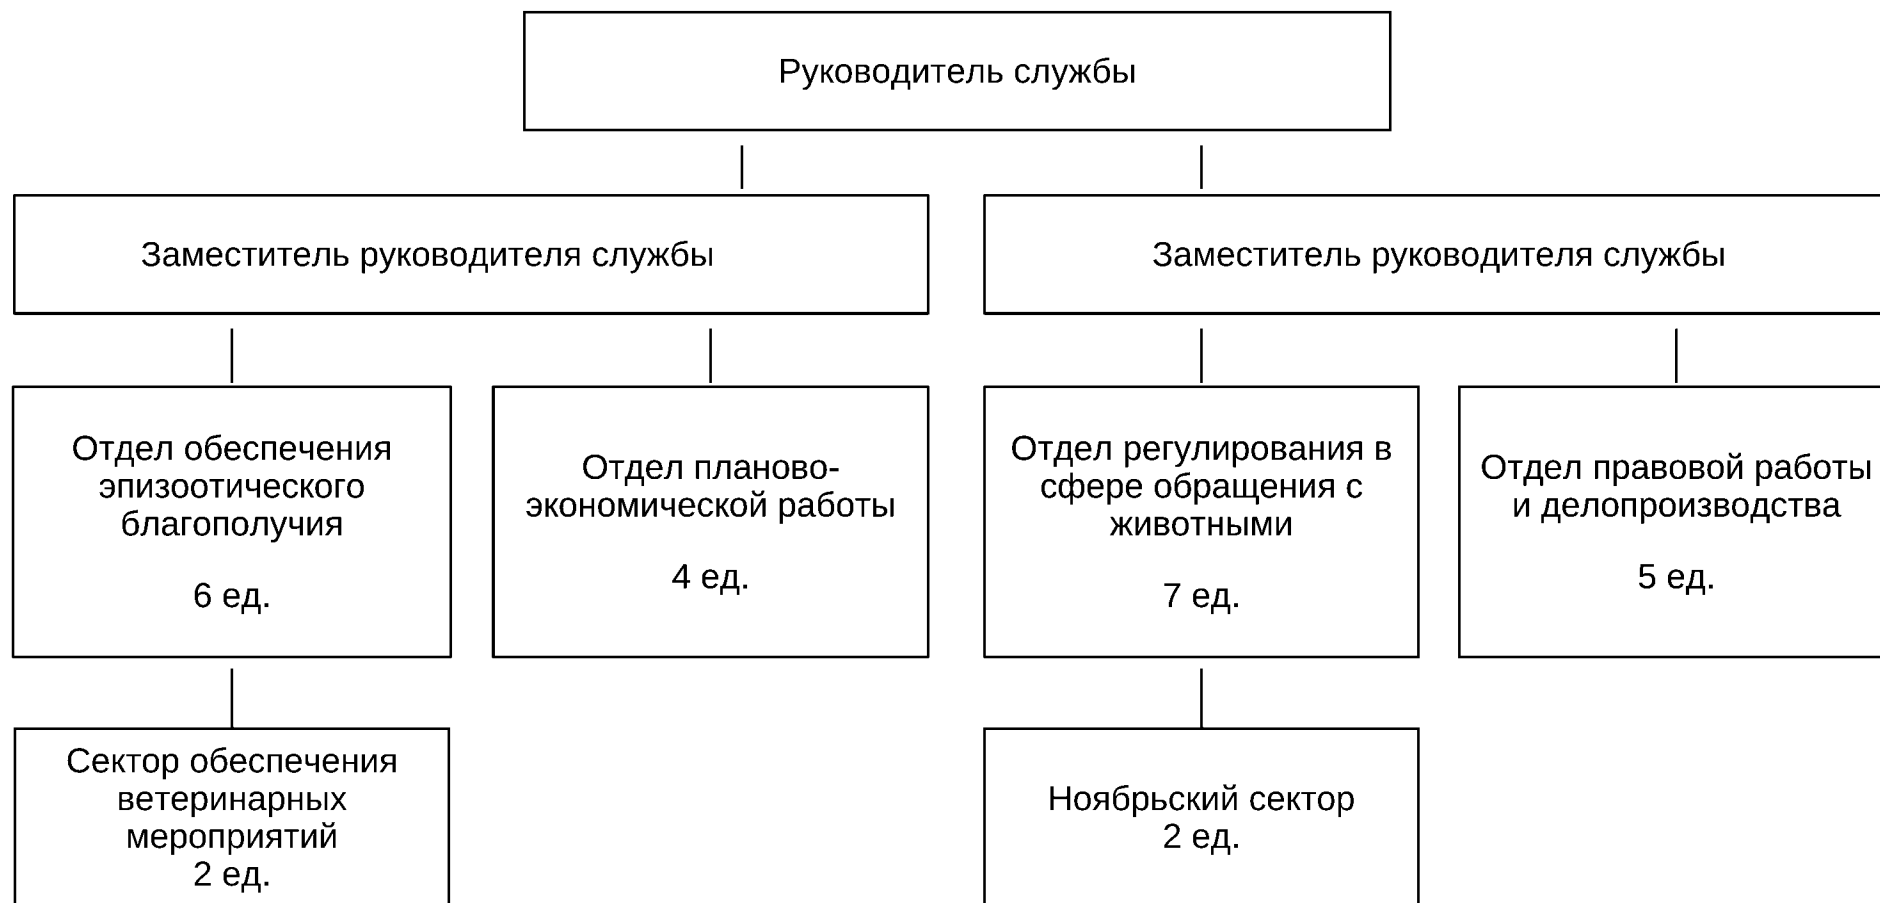 Руководитель службы
Заместитель руководителя службы
Заместитель руководителя службы
Отдел обеспечения
эпизоотического
благополучия
6 ед.
Отдел планово-
экономической работы
4 ед.
Отдел регулирования в
сфере обращения с
животными
7 ед.
Отдел правовой работы
и делопроизводства
5 ед.
Сектор обеспечения
ветеринарных
мероприятий
2 ед.
Ноябрьский сектор
2 ед.